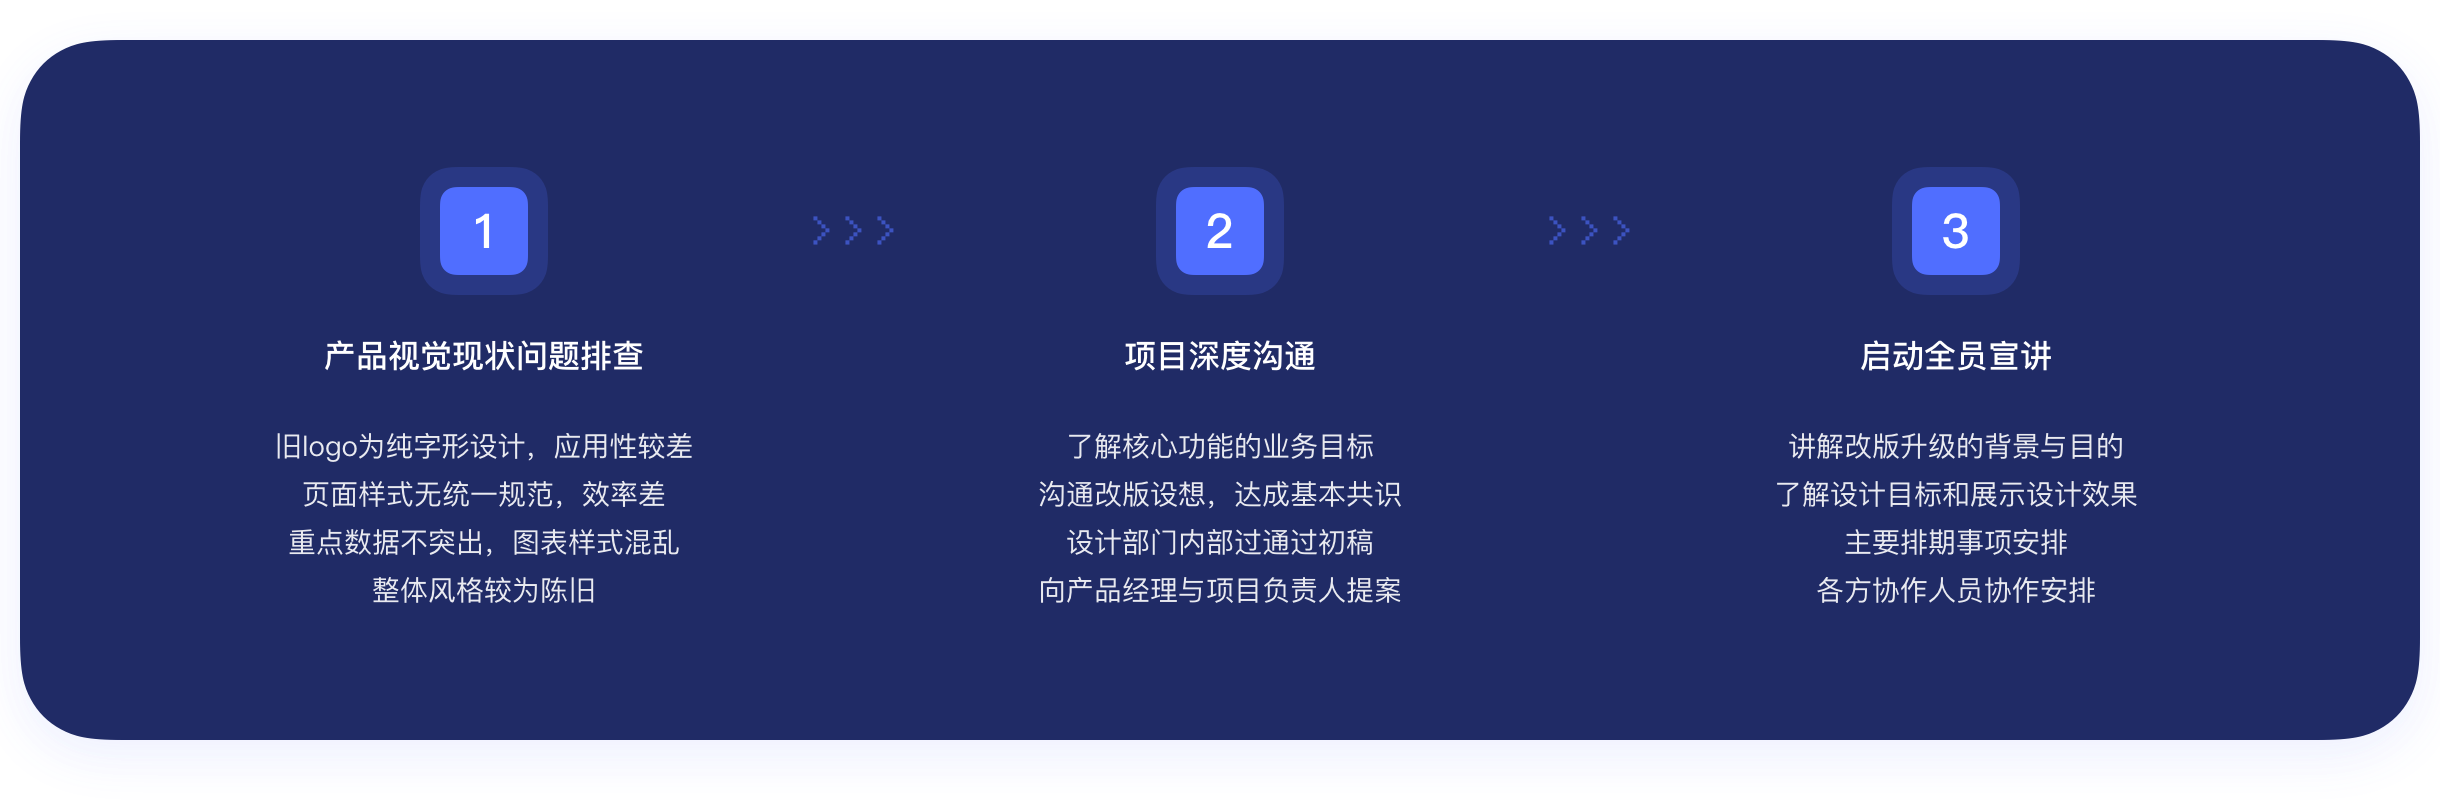 1
产品视觉现状问题排查
旧logo为纯字形设计，应用性较差
页面样式无统一规范，效率差
重点数据不突出，图表样式混乱
整体风格较为陈旧
2
项目深度沟通
了解核心功能的业务目标
沟通改版设想，达成基本共识
设计部门内部过通过初稿
向产品经理与项目负责人提案
3
启动全员宣讲
讲解改版升级的背景与目的
了解设计目标和展示设计效果
主要排期事项安排
各方协作人员协作安排